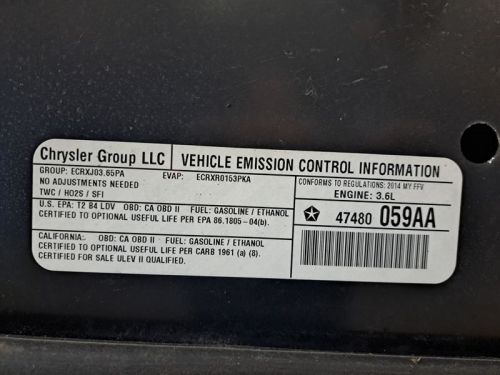 Chrysler Group LLC
VEHICLE EMISSION CONTROL INFORMATION
GROUP: ECRXJ03.65PA
EVAP: ECRXR0153PKA
NO ADJUSTMENTS NEEDED
TWC / HO2S / SFI
CONFORMS TO REGULATIONS: 2014 MY FFV
ENGINE: 3.6L
U.S. EPA: T2 B4 LDV OBD: CA OBD II FUEL: GASOLINE / ETHANOL
CERTIFIED TO OPTIONAL USEFUL LIFE PER EPA 86.1805-04(b).
47480 059AA
CALIFORNIA: OBD: CA OBD II FUEL: GASOLINE / ETHANOL
CERTIFIED TO OPTIONAL USEFUL LIFE PER CARB 1961 (a) (8).
CERTIFIED FOR SALE ULEV II QUALIFIED.